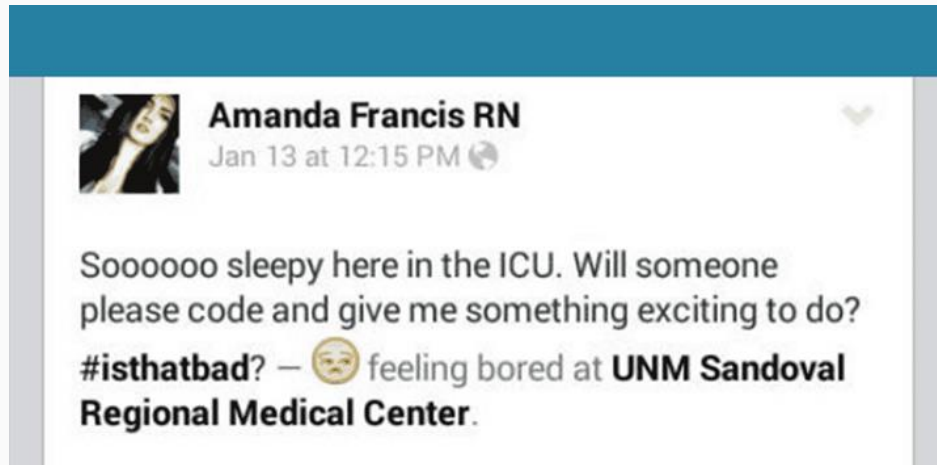 Amanda Francis RN
Jan 13 at 12:15 PM
Soooooo sleepy here in the ICU. Will someone
please code and give me something exciting to do?
#isthatbad? — feeling bored at UNM Sandoval
Regional Medical Center.